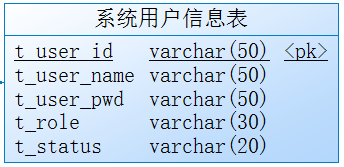 系统用户信息表
t_user_id varchar(50) <pk>
t_user_name varchar(50)
t_user_pwd varchar(50)
t_role varchar(30)
t_status varchar(20)